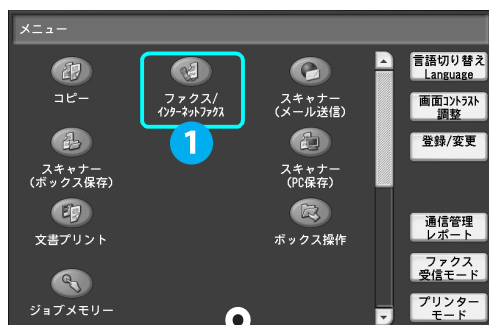 メニュー
コピー
ファクス/
インターネットファクス
スキャナー
(メール送信)
1
スキャナー
(ボックス保存)
スキャナー
(PC保存)
文書プリント
ボックス操作
ジョブメモリー
言語切り替え
Language
画面コントラスト
調整
登録/変更
通信管理
レポート
ファクス
受信モード
プリンター
モード